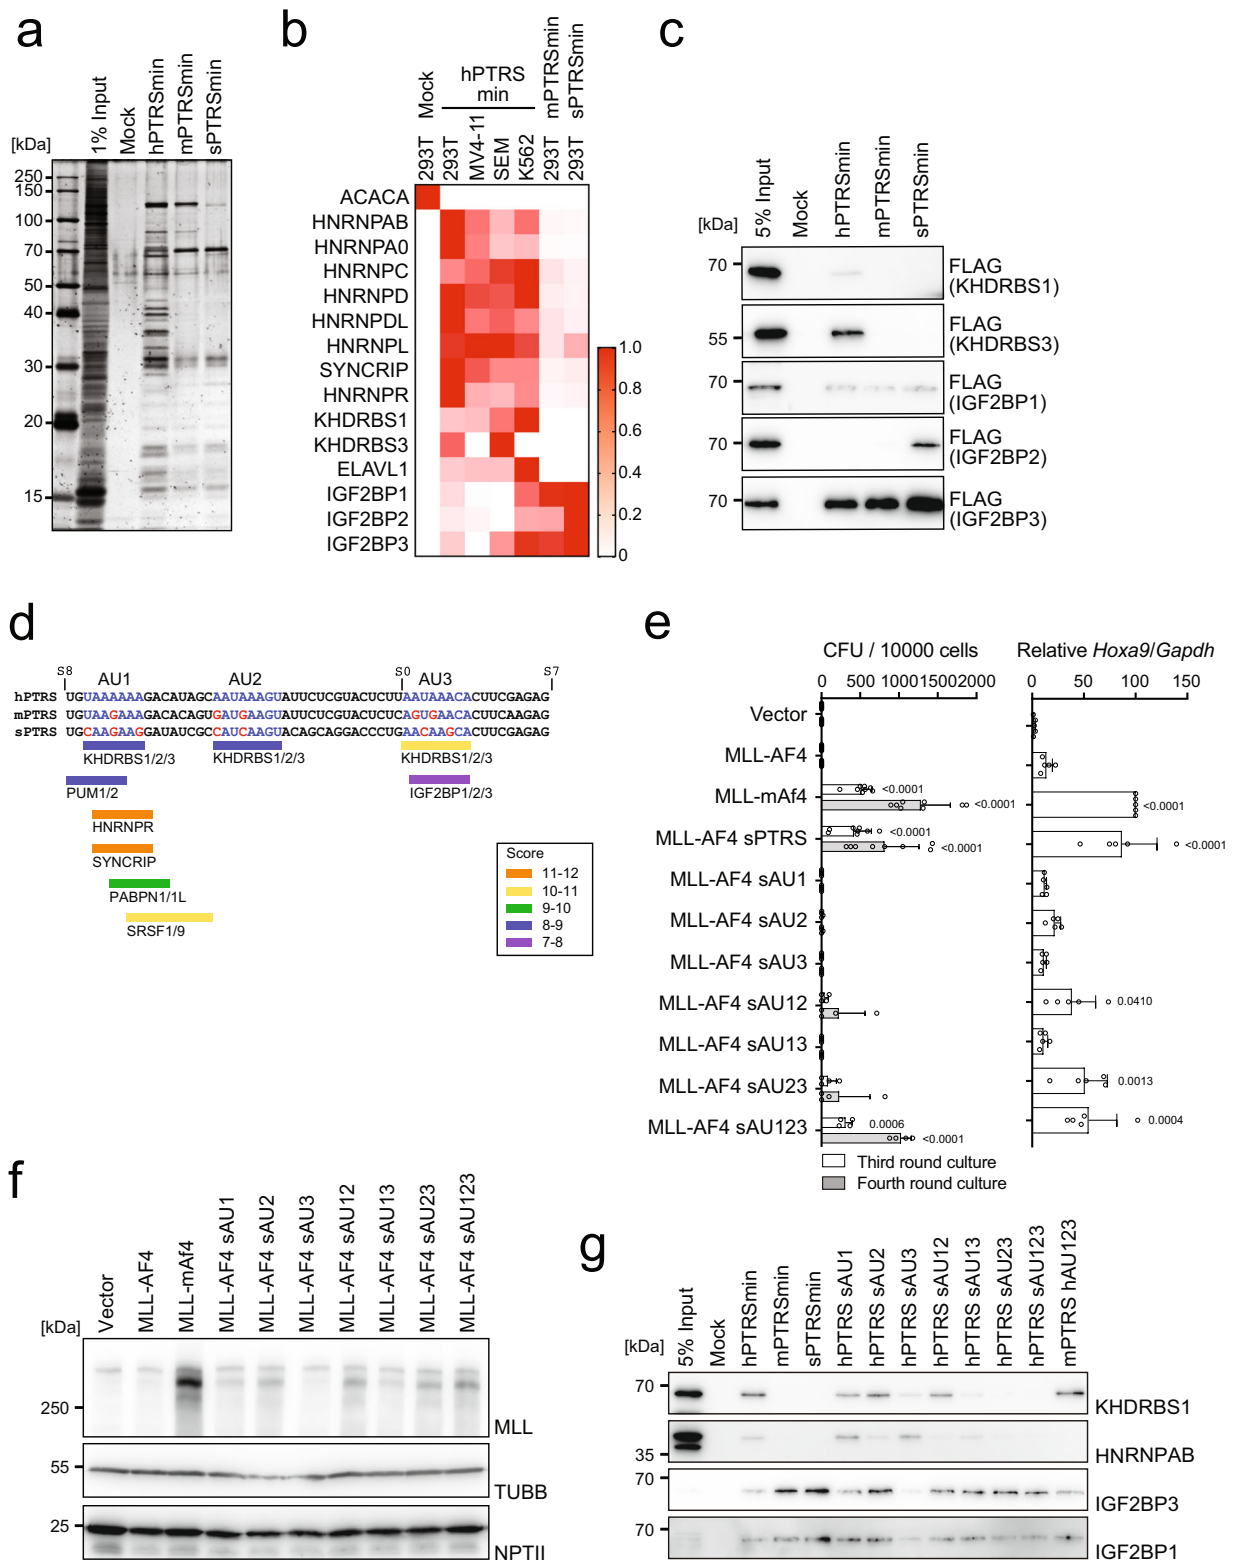 a
[kDa]
1% Input
Mock
hPTRSmin
mPTRSmin
sPTRSmin
250
150
100
70
50
40
30
20
15
b
Mock
hPTRS
min
mPTRSmin
sPTRSmin
293T
293T
MV4-11
SEM
K562
293T
293T
ACACA
HNRNPAB
HNRNPA0
HNRNPC
HNRNPD
HNRNPDL
HNRNPL
SYNCRIP
HNRNPR
KHDRBS1
KHDRBS3
ELAVL1
IGF2BP1
IGF2BP2
IGF2BP3
1.0
0.8
0.6
0.4
0.2
0
c
[kDa]
5% Input
Mock
hPTRSmin
mPTRSmin
sPTRSmin
70
FLAG
(KHDRBS1)
55
FLAG
(KHDRBS3)
70
FLAG
(IGF2BP1)
70
FLAG
(IGF2BP2)
70
FLAG
(IGF2BP3)
d
S8 S0 S7
AU1 AU2 AU3
hPTRS UGUAAAAAAGACAUAGCAAUAAAGUAUUCUCGUACUCUUAAUAAACACUUCGAGAG
mPTRS UGUAAGAAAGACACAGUGAUGAAGUAUUCUCGUACUCUUAGUGAACACUUCAAGAG
sPTRS UGCAAGAAGGAUAUCGCCAUCAAGUACAGCAGGACCCUGAACAAGCACUUCGAGAG
KHDRBS1/2/3 KHDRBS1/2/3 KHDRBS1/2/3
PUM1/2 IGF2BP1/2/3
HNRNPR
SYNCRIP
PABPN1/1L
SRSF1/9
Score
11-12
10-11
9-10
8-9
7-8
e
CFU / 10000 cells
Relative Hoxa9/Gapdh
0 500 1000 1500 2000
0 50 100 150
Vector
MLL-AF4
MLL-mAf4 <0.0001 <0.0001 <0.0001
MLL-AF4 sPTRS <0.0001 <0.0001 <0.0001
MLL-AF4 sAU1
MLL-AF4 sAU2
MLL-AF4 sAU3
MLL-AF4 sAU12 0.0410
MLL-AF4 sAU13
MLL-AF4 sAU23 0.0013
MLL-AF4 sAU123 0.0006 <0.0001 0.0004
Third round culture
Fourth round culture
f
[kDa]
Vector
MLL-AF4
MLL-mAf4
MLL-AF4 sAU1
MLL-AF4 sAU2
MLL-AF4 sAU3
MLL-AF4 sAU12
MLL-AF4 sAU13
MLL-AF4 sAU23
MLL-AF4 sAU123
250
MLL
55
TUBB
25
NPTII
g
[kDa]
5% Input
Mock
hPTRSmin
mPTRSmin
sPTRSmin
hPTRS sAU1
hPTRS sAU2
hPTRS sAU3
hPTRS sAU12
hPTRS sAU13
hPTRS sAU23
hPTRS sAU123
mPTRS hAU123
70
KHDRBS1
35
HNRNPAB
70
IGF2BP3
70
IGF2BP1